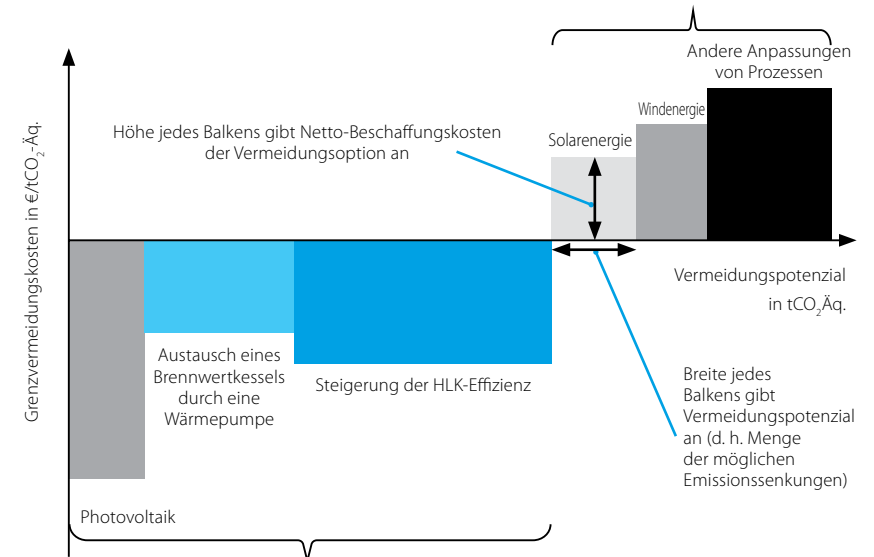 Andere Anpassungen
von Prozessen
Windenergie
Solarenergie
Höhe jedes Balkens gibt Netto-Beschaffungskosten
der Vermeidungsoption an
Grenzvermeidungskosten in €/tCO₂-Äq.
Vermeidungspotenzial
in tCO₂Äq.
Austausch eines
Brennwertkessels
durch eine
Wärmepumpe
Steigerung der HLK-Effizienz
Breite jedes
Balkens gibt
Vermeidungspotenzial
an (d. h. Menge
der möglichen
Emissionssenkungen)
Photovoltaik